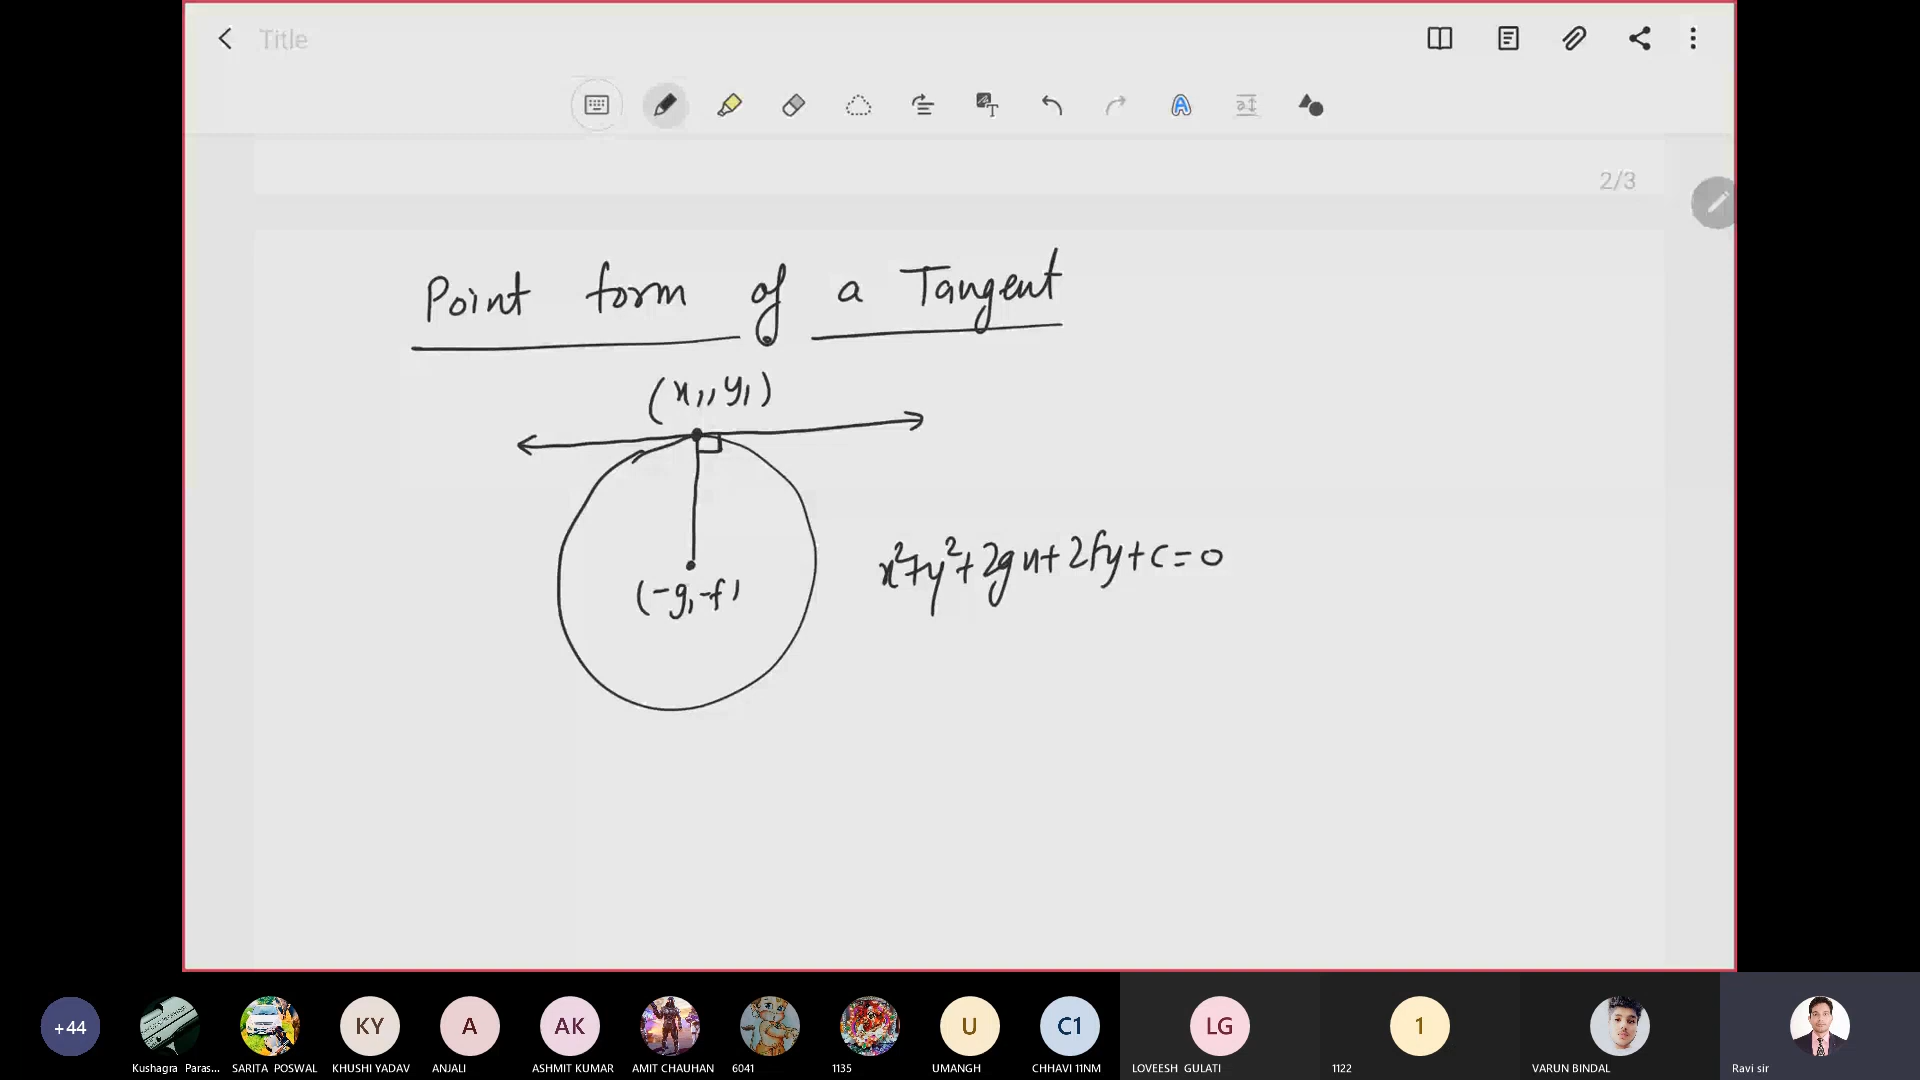 Title
2/3
Point form of a Tangent
(x₁, y₁)
(-g, -f)
x²+y²+2gx+2fy+c=0
+44
KY
A
AK
U
C1
LG
1
Kushagra Paras...
SARITA POSWAL
KHUSHI YADAV
ANJALI
ASHMIT KUMAR
AMIT CHAUHAN
6041
1135
UMANGH
CHHAVI 11NM
LOVEESH GULATI
1122
VARUN BINDAL
Ravi sir